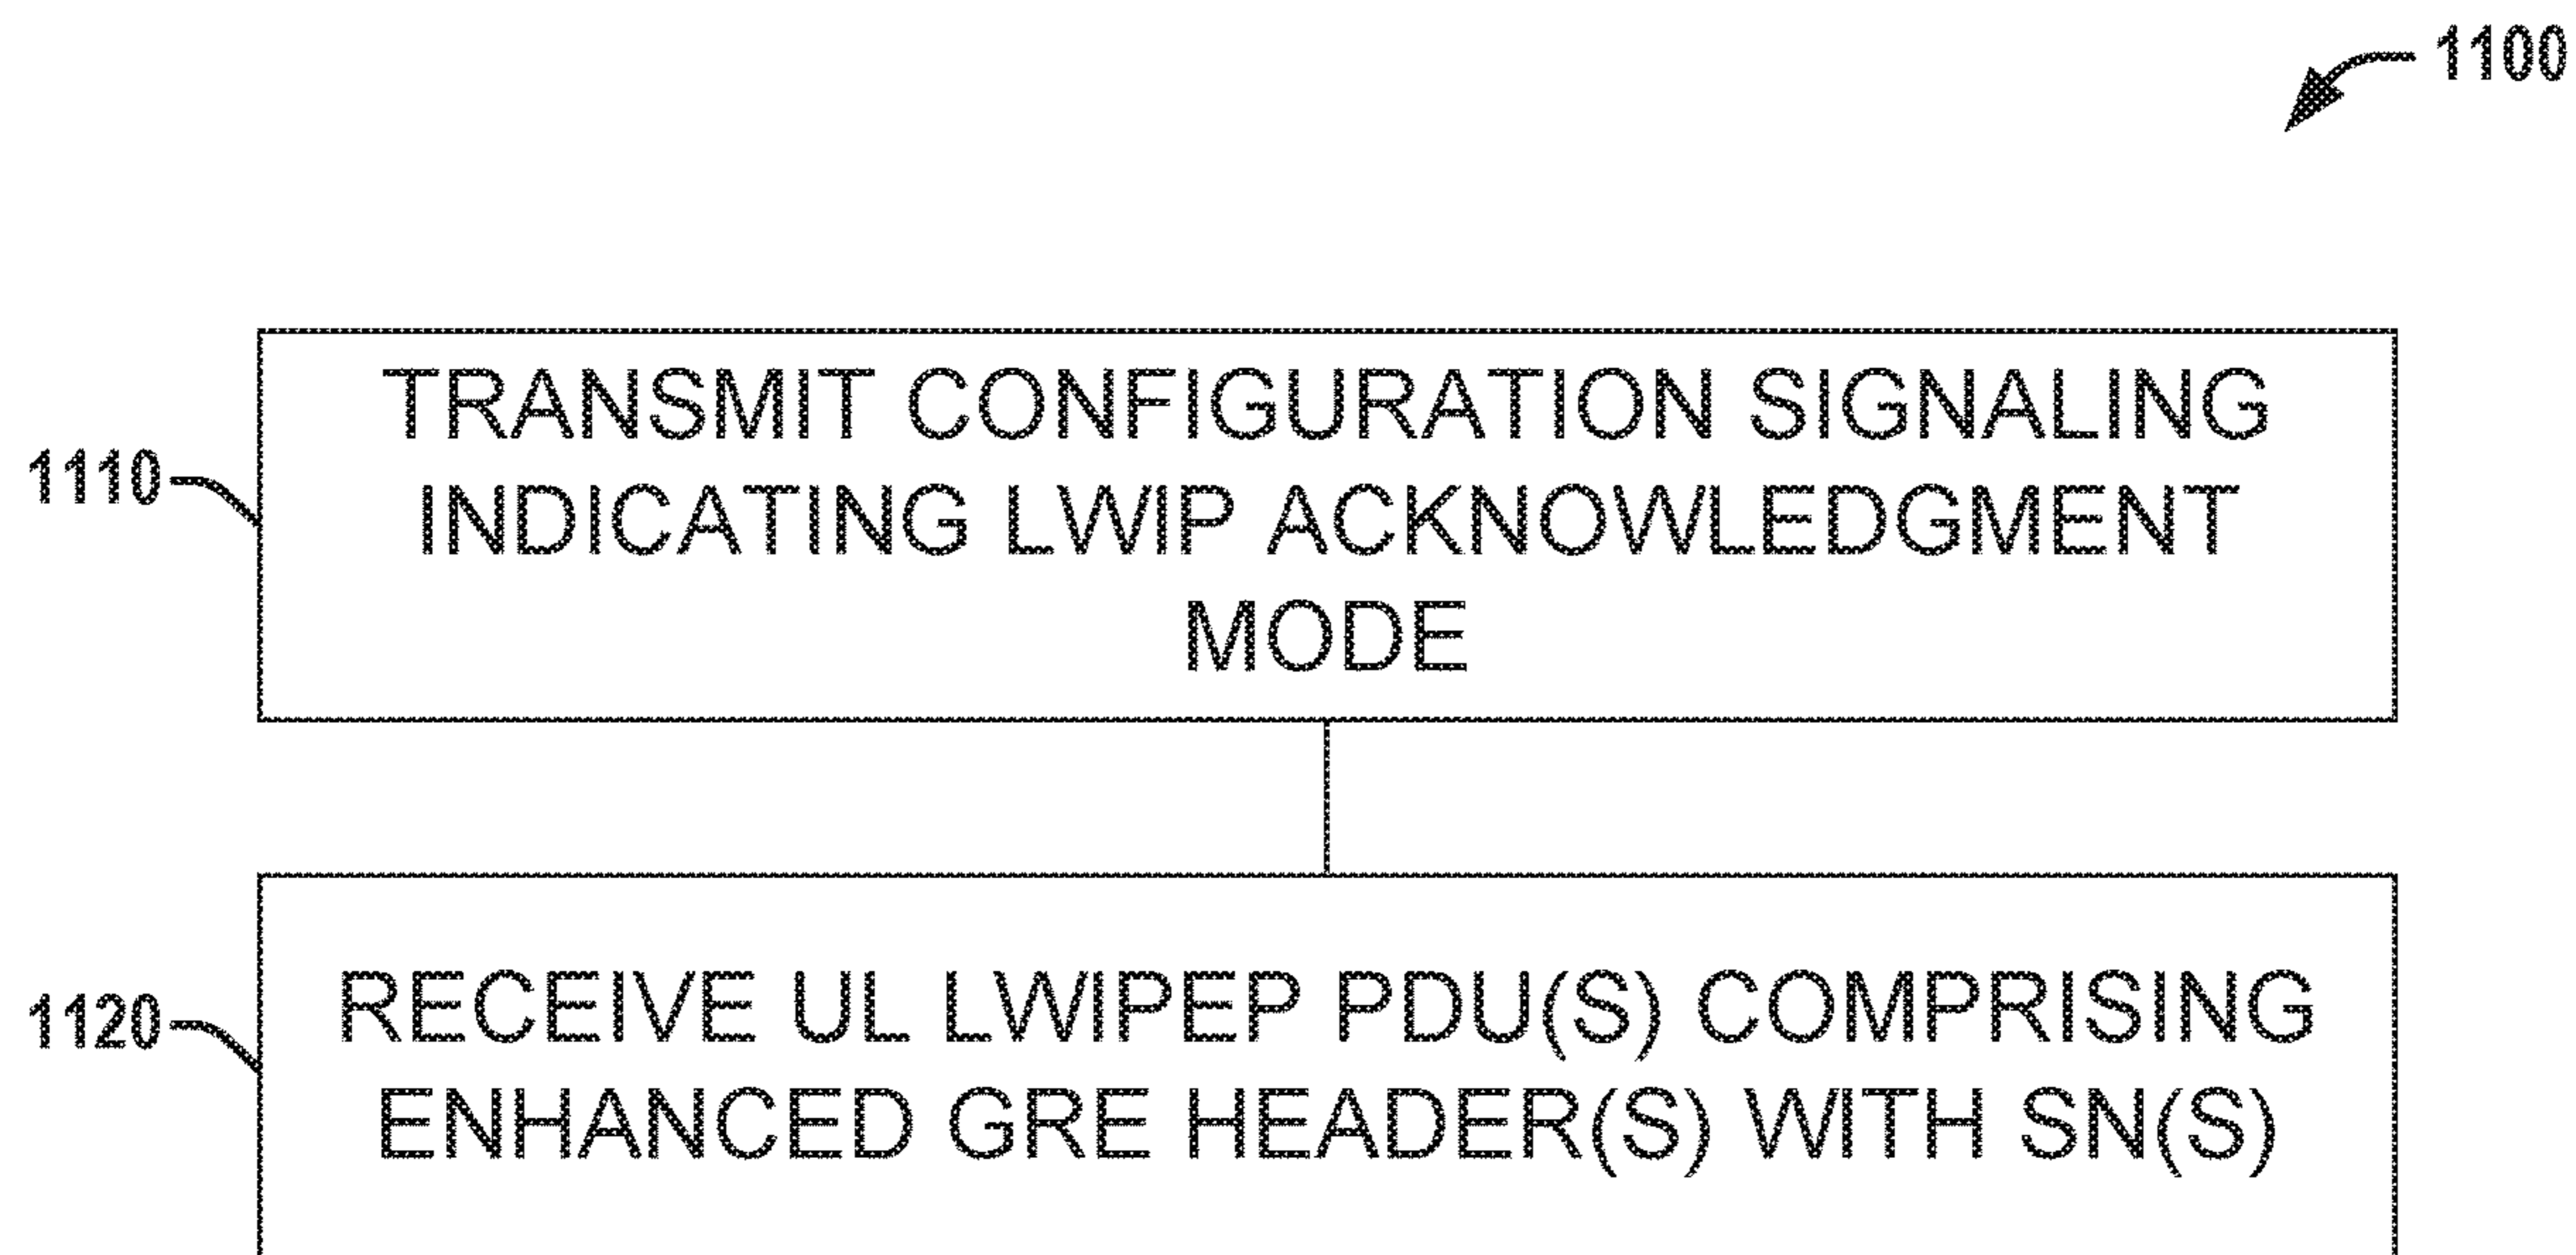 1100
TRANSMIT CONFIGURATION SIGNALING
1110
INDICATING LWIP ACKNOWLEDGMENT
MODE
RECEIVE UL LWIPEP PDU(S) COMPRISING
1120
ENHANCED GRE HEADER(S) WITH SN(S)